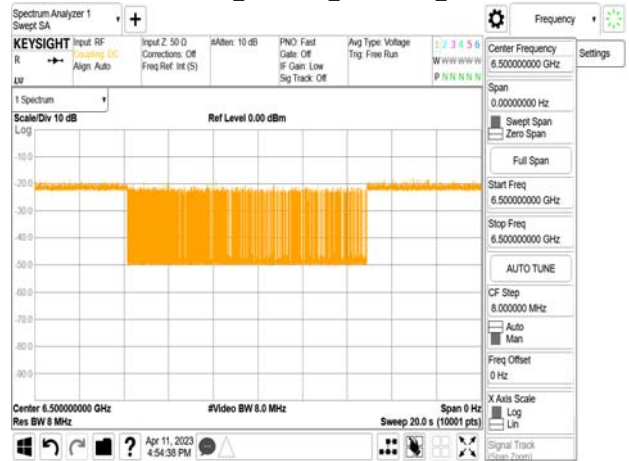 Spectrum Analyzer 1
Swept SA
Frequency
KEYSIGHT
Input: RF
Coupling: DC
Align: Auto
Input Z: 50 Ω
Corrections: Off
Freq Ref: Int (S)
#Atten: 10 dB
PNO: Fast
Gate: Off
IF Gain: Low
Sig Track: Off
Avg Type: Voltage
Trig: Free Run
1 2 3 4 5 6
W W W W W W
P N N N N N
R
LXI
Settings
1 Spectrum
Scale/Div 10 dB
Ref Level 0.00 dBm
Log
-10.0
-20.0
-30.0
-40.0
-50.0
-60.0
-70.0
-80.0
-90.0
Center 6.500000000 GHz
#Video BW 8.0 MHz
Span 0 Hz
Res BW 8 MHz
Sweep 20.0 s (10001 pts)
Apr 11, 2023
4:54:38 PM
Center Frequency
6.500000000 GHz
Span
0.00000000 Hz
Swept Span
Zero Span
Full Span
Start Freq
6.500000000 GHz
Stop Freq
6.500000000 GHz
AUTO TUNE
CF Step
8.000000 MHz
Auto
Man
Freq Offset
0 Hz
X Axis Scale
Log
Lin
Signal Track
(Span Zoom)